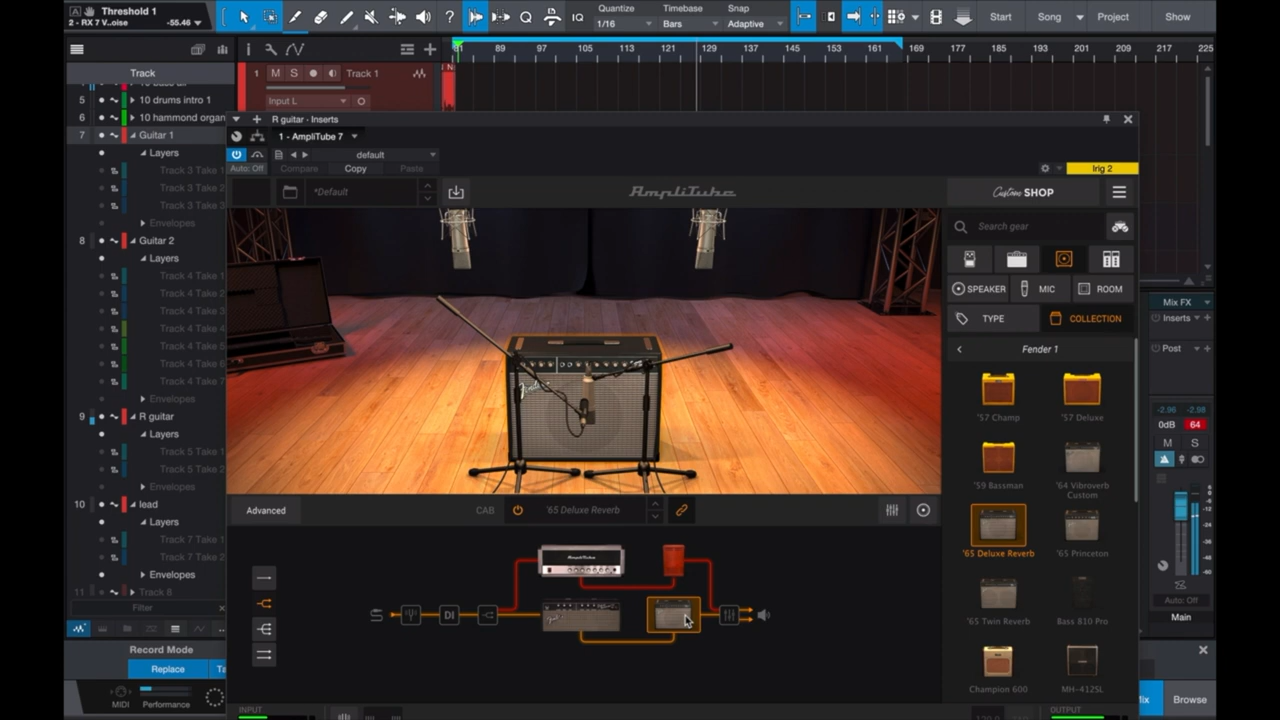 Threshold 1
2 - RX 7 V..oise
-55.46
IQ
Quantize
1/16
Timebase
Bars
Snap
Adaptive
Start
Song
Project
Show
81 89 97 105 113 121 129 137 145 153 161 169 177 185 193 201 209 217 225
Track
1 M S Track 1
Input L
5 10 drums intro 1
6 10 hammond organ
7 Guitar 1
Layers
Track 3 Take 1
Track 3 Take 2
Track 3 Take 3
Envelopes
8 Guitar 2
Layers
Track 4 Take 1
Track 4 Take 2
Track 4 Take 3
Track 4 Take 4
Track 4 Take 5
Track 4 Take 6
Track 4 Take 7
Envelopes
9 R guitar
Layers
Track 5 Take 1
Track 5 Take 2
Envelopes
10 lead
Layers
Track 7 Take 1
Track 7 Take 2
Envelopes
11 Track 8
Filter
Record Mode
Replace
MIDI
Performance
R guitar - Inserts
1 - AmpliTube 7
default
Auto: Off
Compare
Copy
Paste
Irig 2
*Default
AmpliTube
Custom SHOP
Search gear
SPEAKER
MIC
ROOM
TYPE
COLLECTION
Fender 1
'57 Champ
'57 Deluxe
'59 Bassman
'64 Vibroverb Custom
'65 Deluxe Reverb
'65 Princeton
'65 Twin Reverb
Bass 810 Pro
Champion 600
MH-412SL
Fender
Advanced
CAB
'65 Deluxe Reverb
AmpliTube
DI
INPUT
OUTPUT
Mix FX
Inserts
Post
-2.96 -2.98
0dB 64
M S
Auto: Off
Main
Mix
Browse